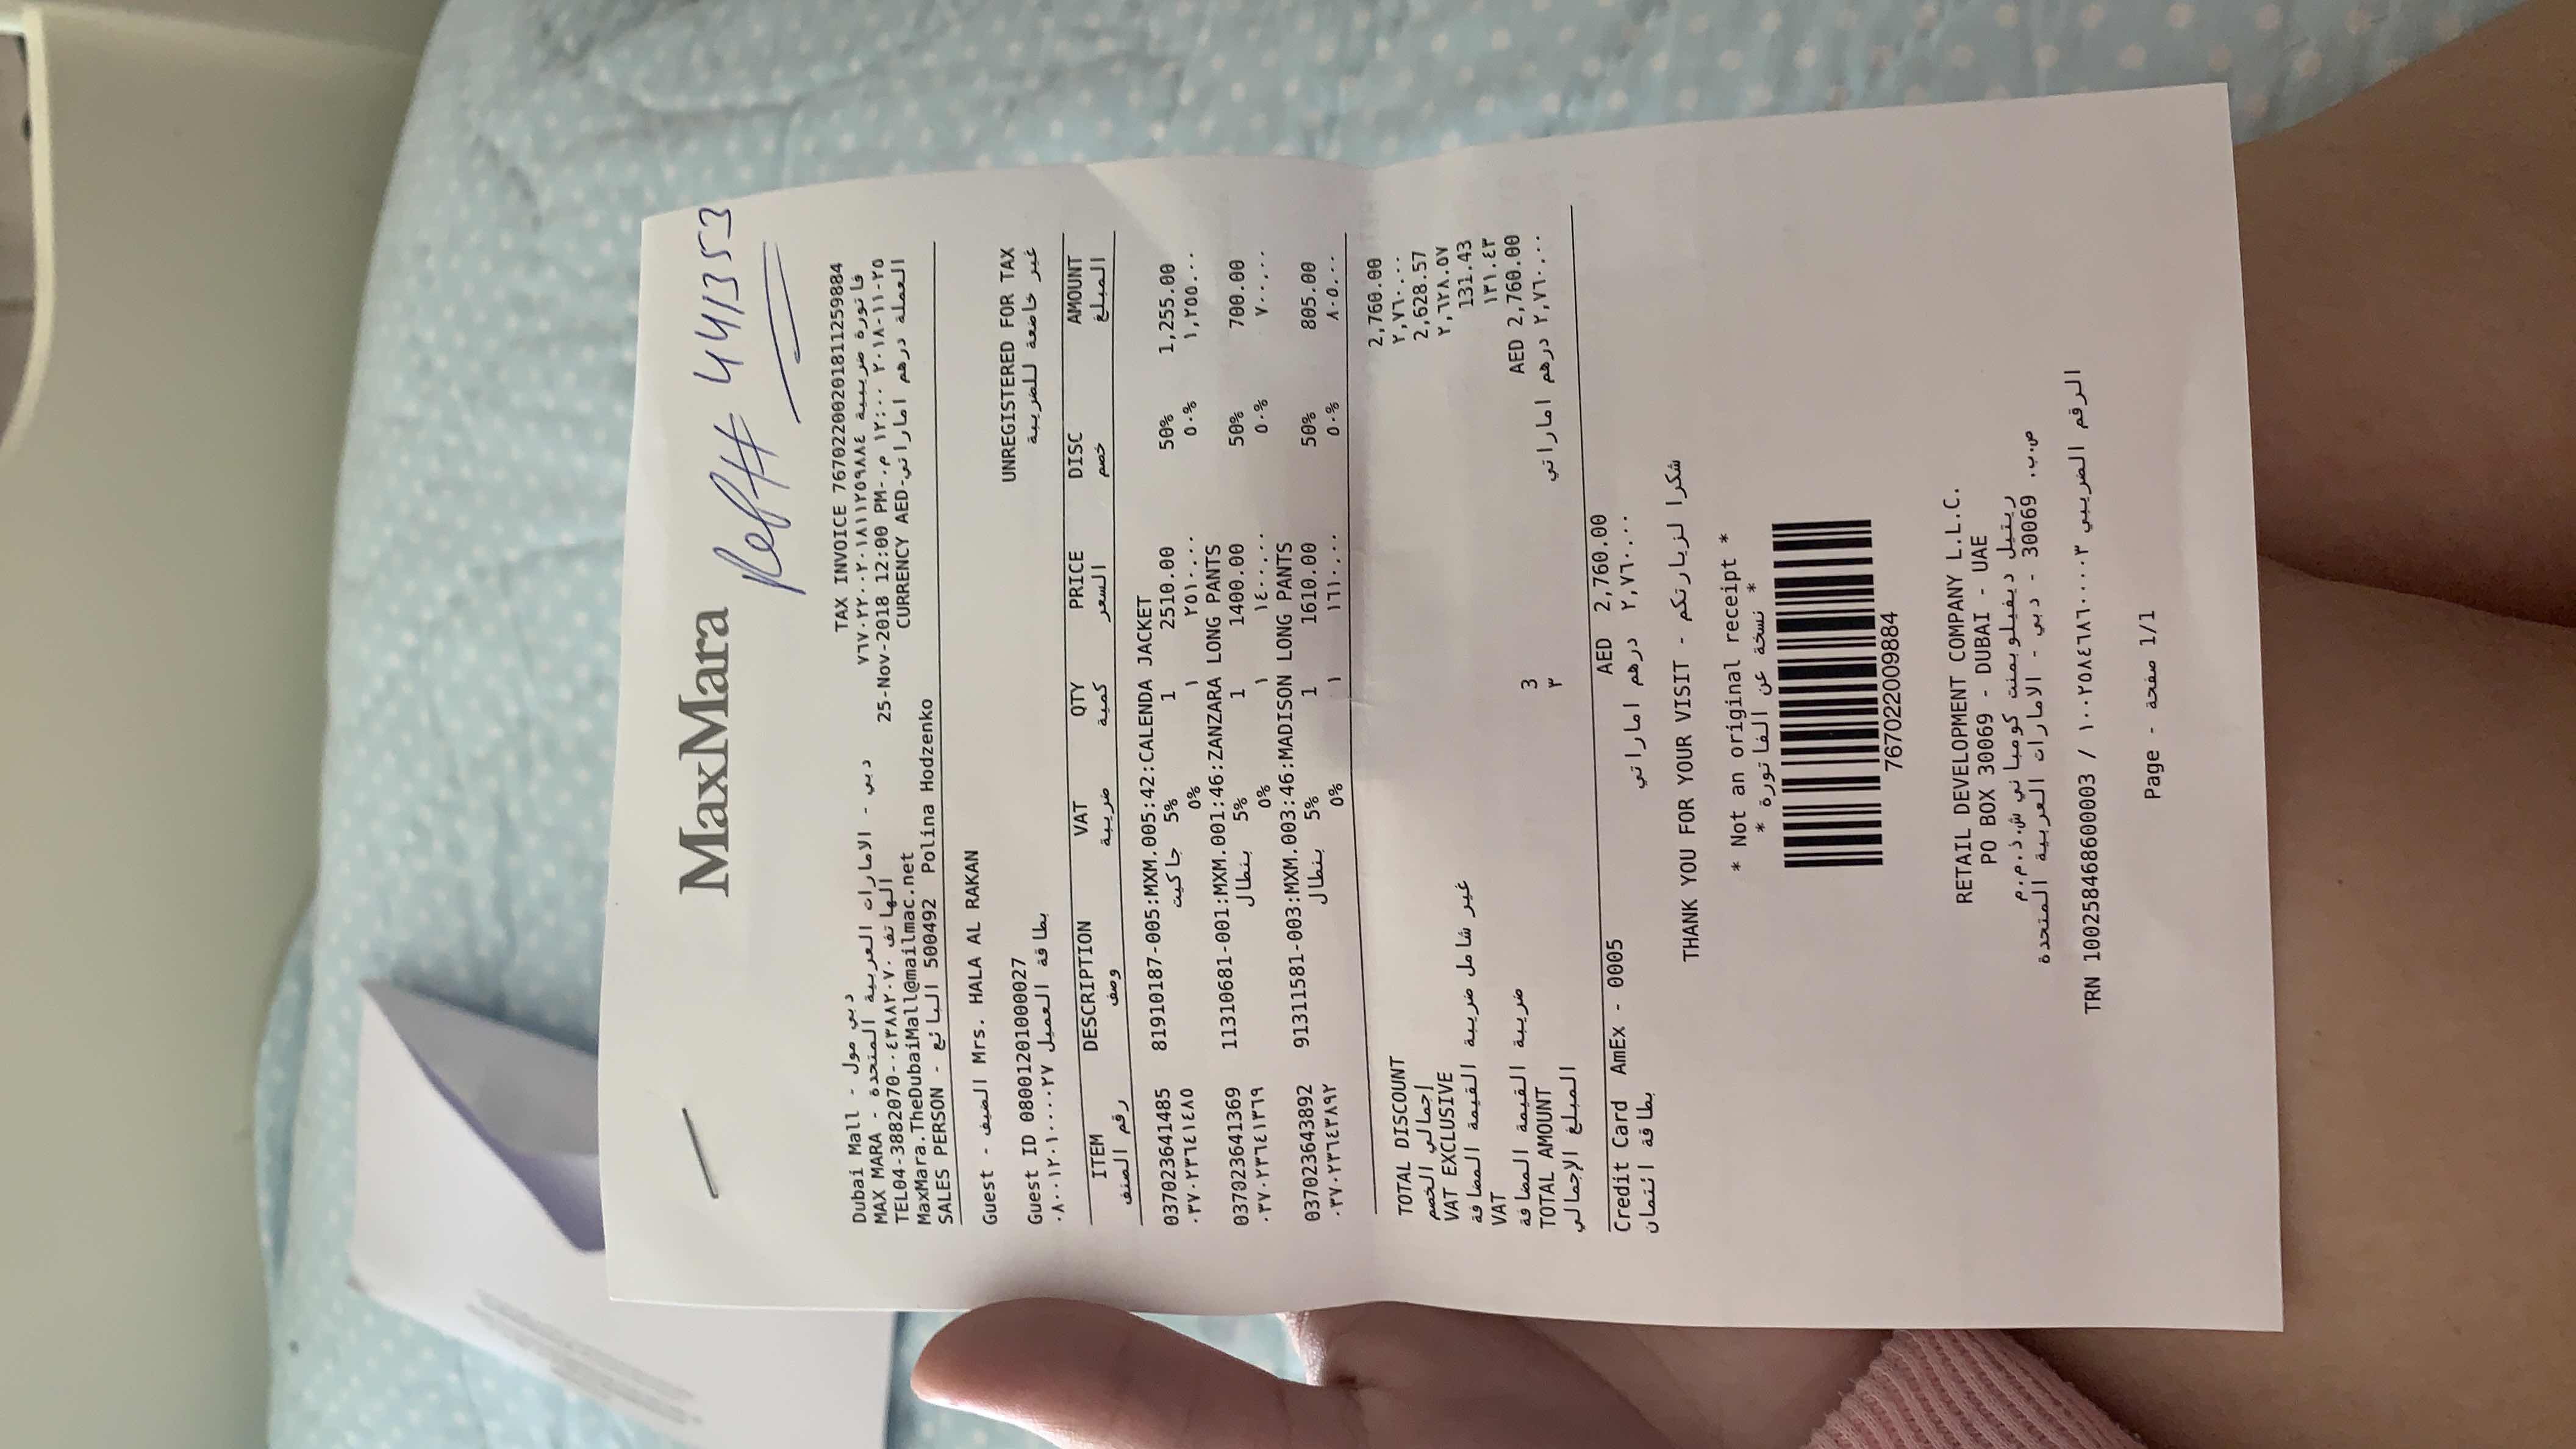 MaxMara
Ref# 441353
Dubai Mall - دبي مول
MAX MARA - دبي - الامارات العربية المتحدة
TEL04-3882070-٠٤٣٨٨٢٠٧٠ الهاتف
MaxMara.TheDubaiMall@mailmac.net
SALES PERSON - البائع 500492 Polina Hodzenko
TAX INVOICE 76702200201811259884
فاتورة ضريبية ٧٦٧٠٢٢٠٠٢٠١٨١١٢٥٩٨٨٤
25-Nov-2018 12:00 PM-٢٠١٨-١١-٢٥ ١٢:٠٠ م.
CURRENCY AED-العملة درهم اماراتي
Guest - الضيف Mrs. HALA AL RAKAN
Guest ID 08001201000027
بطاقة العميل ٠٨٠٠١٢٠١٠٠٠٠٢٧
UNREGISTERED FOR TAX
غير خاضعة للضريبة
ITEM DESCRIPTION VAT QTY PRICE DISC AMOUNT
رقم الصنف وصف ضريبة كمية السعر خصم المبلغ
037023641485 81910187-005:MXM.005:42:CALENDA JACKET
جاكيت 5% 1 2510.00 50% 1,255.00
٠٣٧٠٢٣٦٤١٤٨٥ 0% ١ ٢٥١٠.٠٠ ٥٠% ١,٢٥٥.٠٠
037023641369 11310681-001:MXM.001:46:ZANZARA LONG PANTS
بنطال 5% 1 1400.00 50% 700.00
٠٣٧٠٢٣٦٤١٣٦٩ 0% ١ ١٤٠٠.٠٠ ٥٠% ٧٠٠.٠٠
037023643892 91311581-003:MXM.003:46:MADISON LONG PANTS
بنطال 5% 1 1610.00 50% 805.00
٠٣٧٠٢٣٦٤٣٨٩٢ 0% ١ ١٦١٠.٠٠ ٥٠% ٨٠٥.٠٠
TOTAL DISCOUNT 2,760.00
إجمالي الخصم ٢,٧٦٠.٠٠
VAT EXCLUSIVE 2,628.57
غير شامل ضريبة القيمة المضافة ٢,٦٢٨.٥٧
VAT 131.43
ضريبة القيمة المضافة ١٣١.٤٣
TOTAL AMOUNT 3 AED 2,760.00
المبلغ الإجمالي ٣ ٢,٧٦٠.٠٠ درهم اماراتي
Credit Card AmEx - 0005 AED 2,760.00
بطاقة ائتمان ٢,٧٦٠.٠٠ درهم اماراتي
THANK YOU FOR YOUR VISIT - شكرا لزيارتكم
* Not an original receipt *
* نسخة عن الفاتورة *
767022009884
RETAIL DEVELOPMENT COMPANY L.L.C.
PO BOX 30069 - DUBAI - UAE
ريتيل ديفيلوبمنت كومباني ش.ذ.م.م
ص.ب. 30069 - دبي - الامارات العربية المتحدة
TRN 100258468600003 / الرقم الضريبي ١٠٠٢٥٨٤٦٨٦٠٠٠٠٣
Page - صفحة 1/1